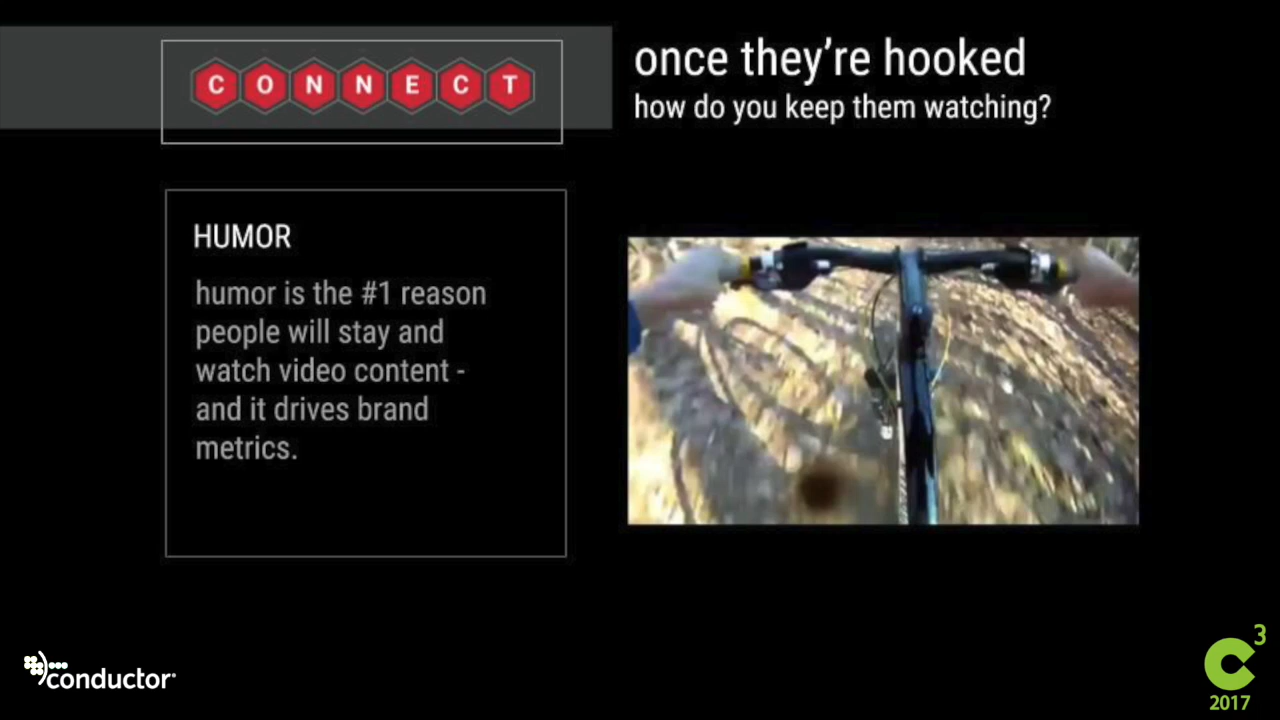 CONNECT
once they're hooked
how do you keep them watching?
HUMOR
humor is the #1 reason
people will stay and
watch video content -
and it drives brand
metrics.
conductor
C3
2017